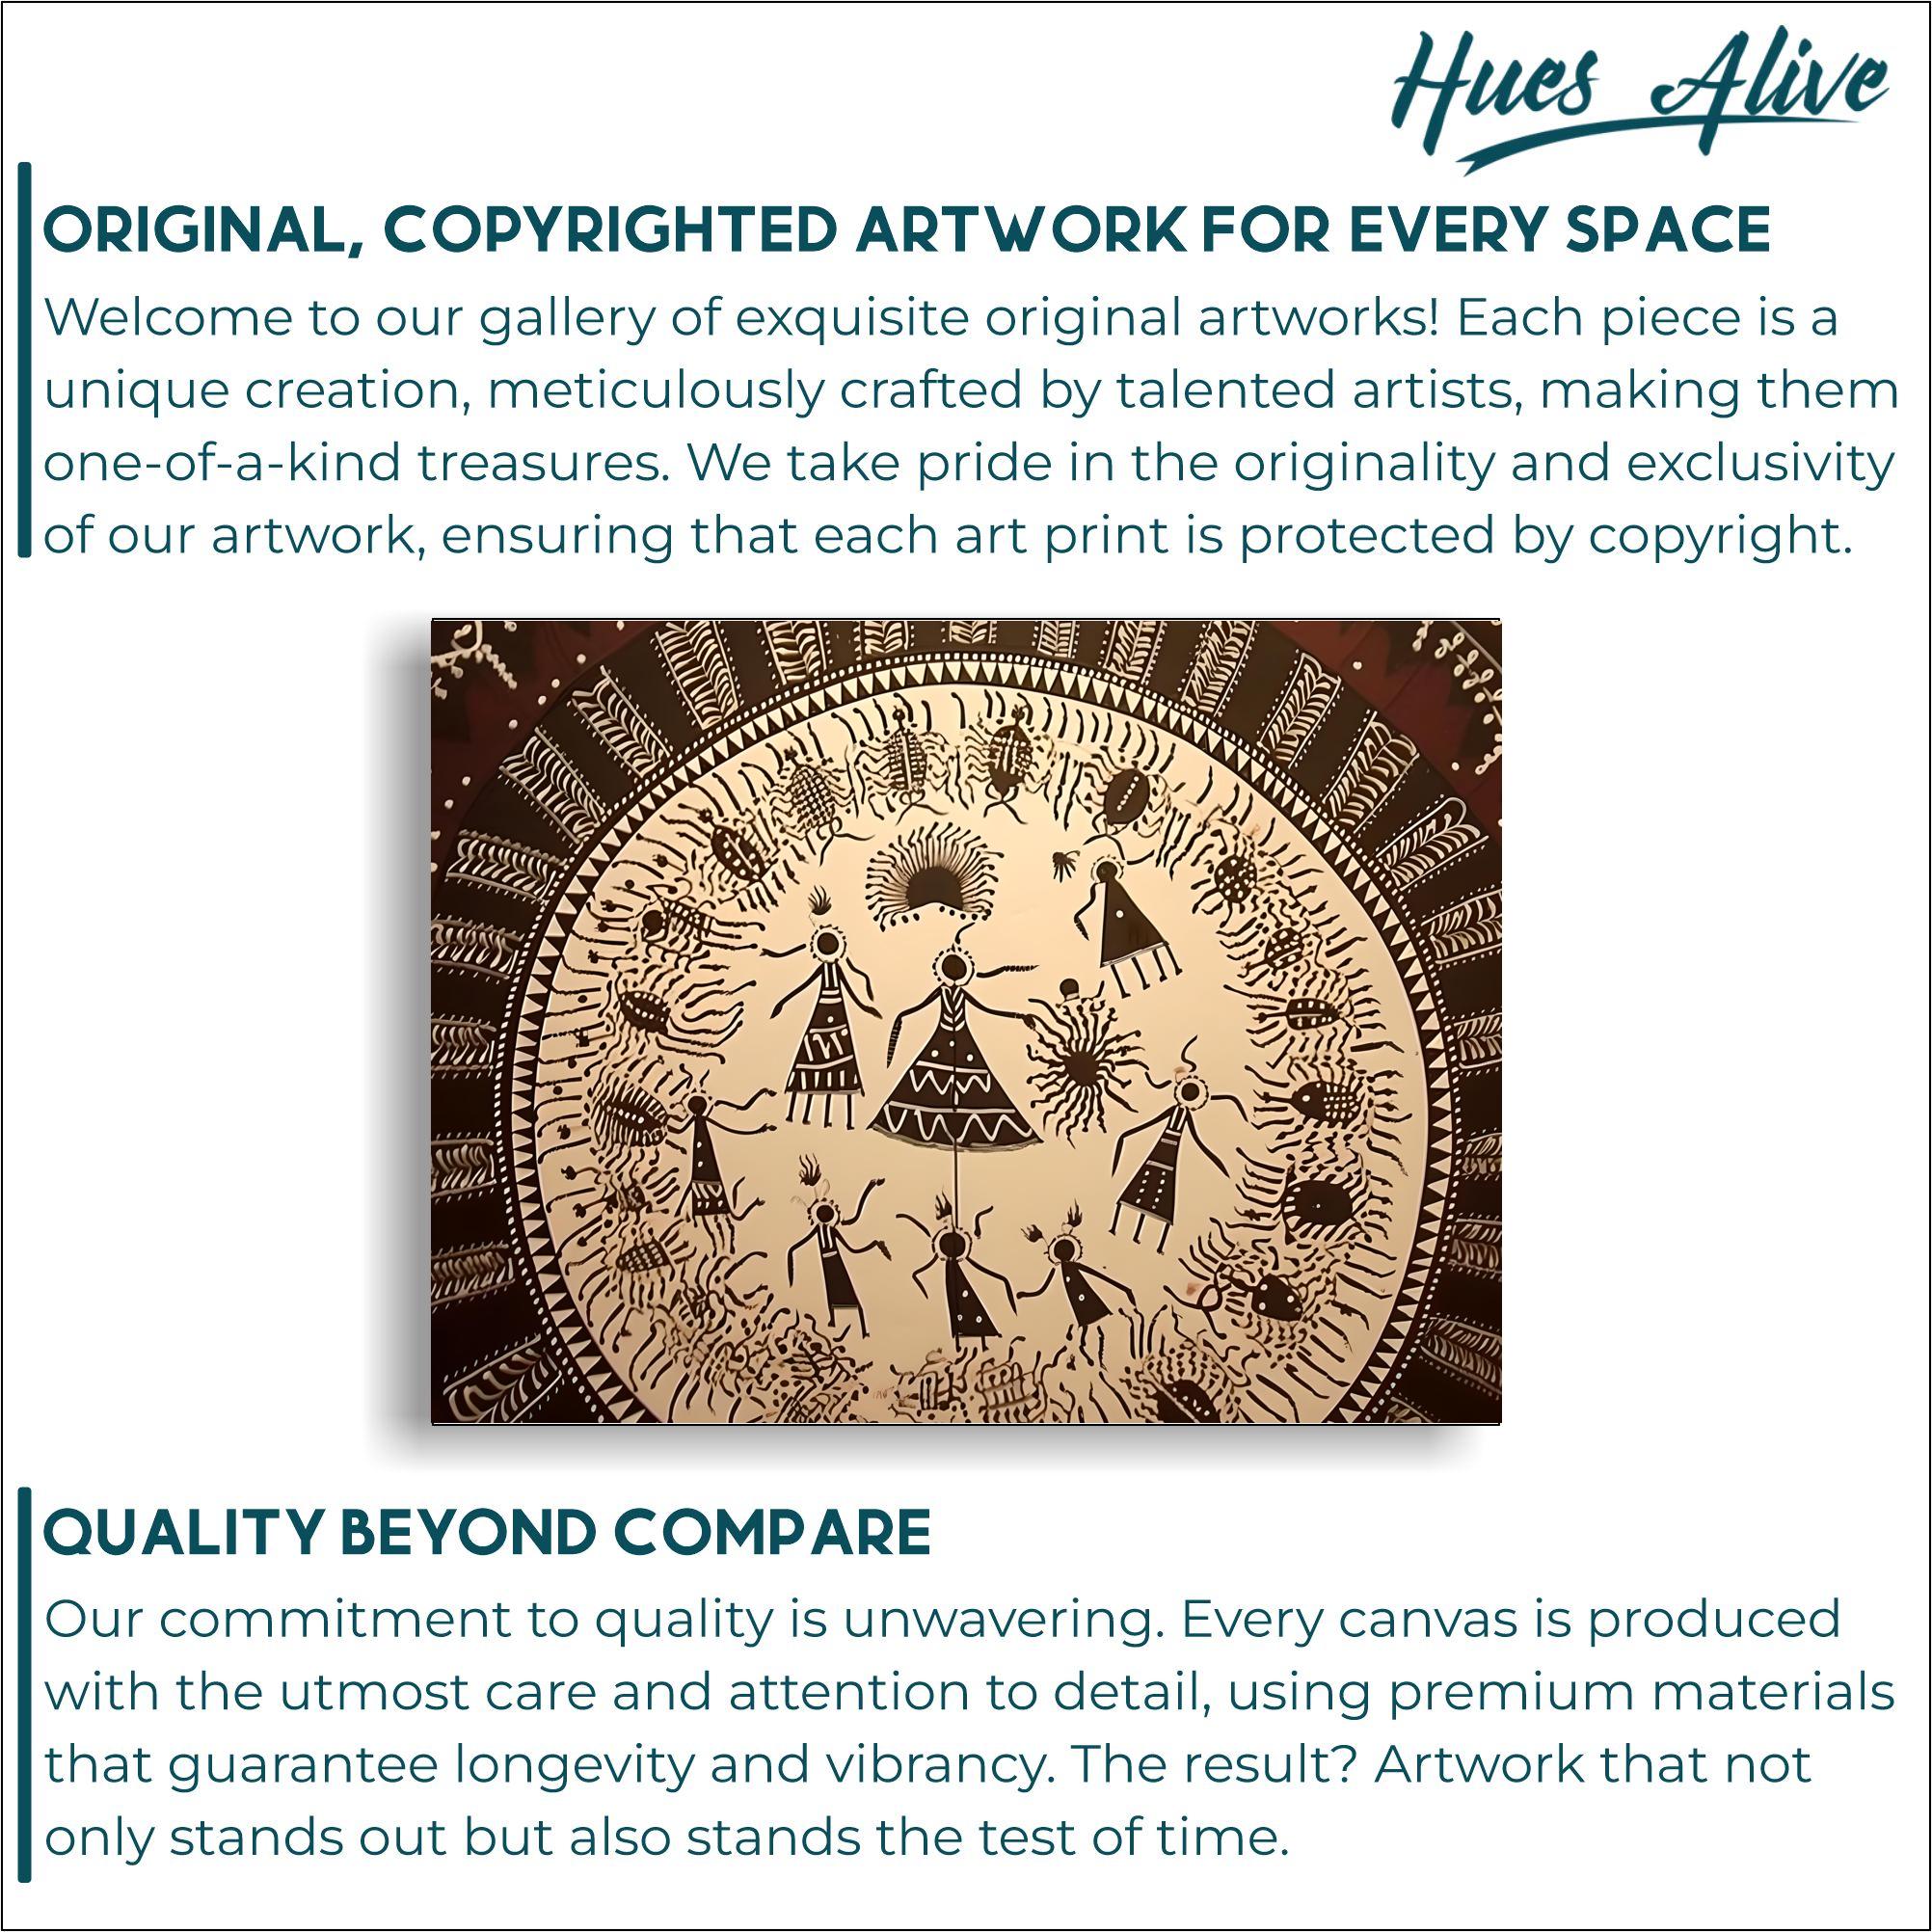 Hues Alive
ORIGINAL, COPYRIGHTED ARTWORK FOR EVERY SPACE
Welcome to our gallery of exquisite original artworks! Each piece is a
unique creation, meticulously crafted by talented artists, making them
one-of-a-kind treasures. We take pride in the originality and exclusivity
of our artwork, ensuring that each art print is protected by copyright.
QUALITY BEYOND COMPARE
Our commitment to quality is unwavering. Every canvas is produced
with the utmost care and attention to detail, using premium materials
that guarantee longevity and vibrancy. The result? Artwork that not
only stands out but also stands the test of time.